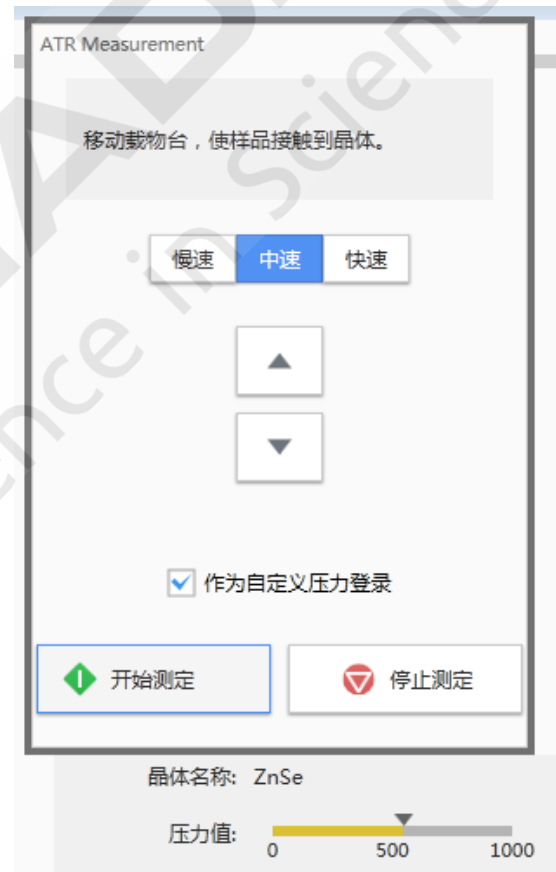 ATR Measurement
移动载物台，使样品接触到晶体。
慢速 中速 快速
作为自定义压力登录
开始测定 停止测定
晶体名称: ZnSe
压力值:
0 500 1000